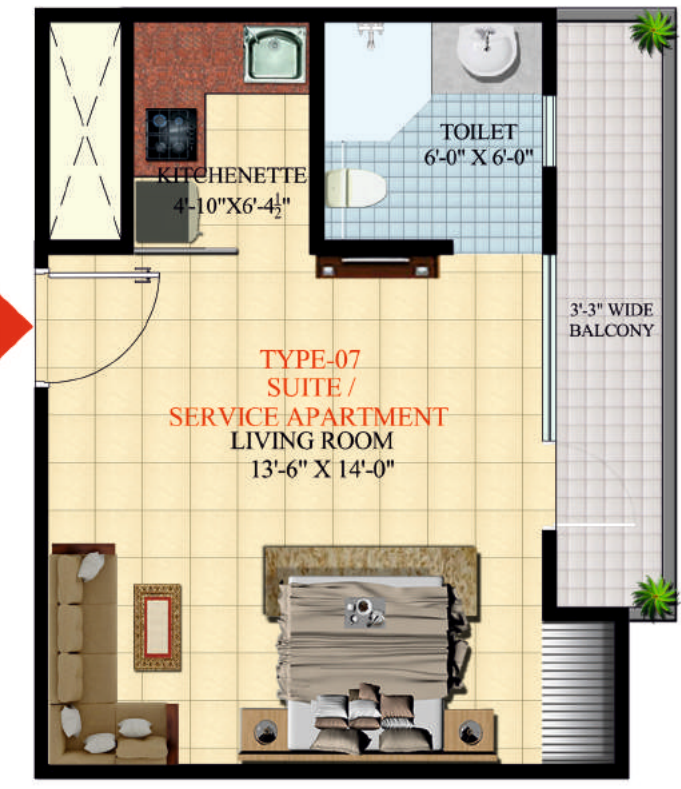 TOILET
6'-0" X 6'-0"
KITCHENETTE
4'-10"X6'-4½"
3'-3" WIDE
BALCONY
TYPE-07
SUITE /
SERVICE APARTMENT
LIVING ROOM
13'-6" X 14'-0"